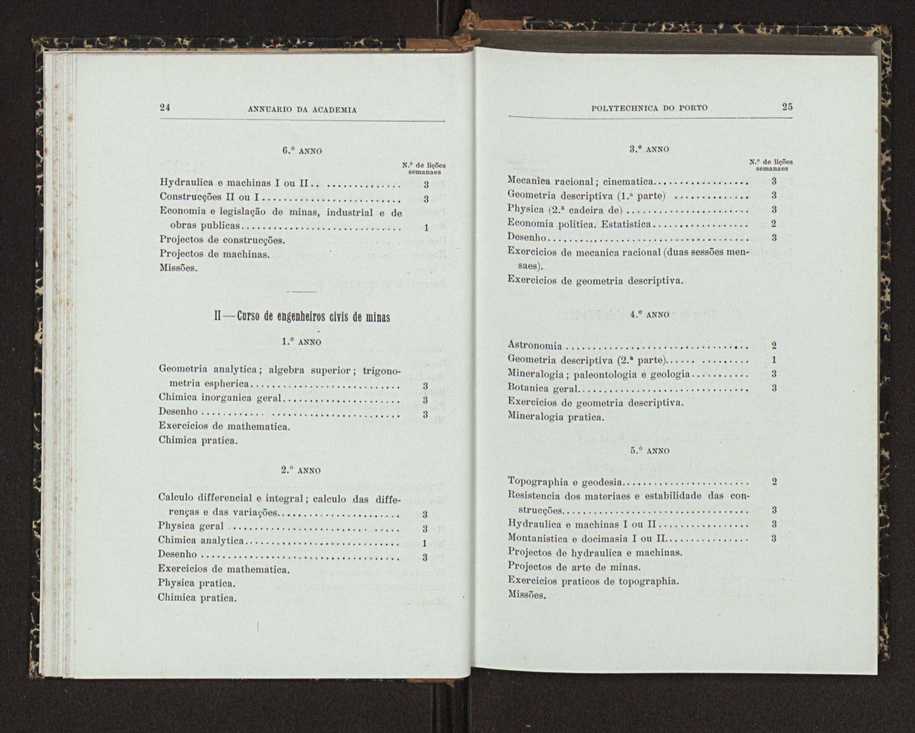 24 ANNUARIO DA ACADEMIA
6.º ANNO
N.º de lições
semanaes
Hydraulica e machinas I ou II.. .............. 3
Construcções II ou I.......................... 3
Economia e legislação de minas, industrial e de
obras publicas............................. 1
Projectos de construcções.
Projectos de machinas.
Missões.
II—Curso de engenheiros civis de minas
1.º ANNO
Geometria analytica; algebra superior; trigono-
metria espherica............................ 3
Chimica inorganica geral...................... 3
Desenho ............ ........................ 3
Exercicios de mathematica.
Chimica pratica.
2.º ANNO
Calculo differencial e integral; calculo das diffe-
renças e das variações....................... 3
Physica geral .......................... ..... 3
Chimica analytica............................. 1
Desenho ..................................... 3
Exercicios de mathematica.
Physica pratica.
Chimica pratica.
POLYTECHNICA DO PORTO 25
3.º ANNO
N.º de lições
semanaes
Mecanica racional; cinematica.................. 3
Geometria descriptiva (1.ª parte) .............. 3
Physica (2.ª cadeira de) ....................... 3
Economia politica. Estatistica.................. 2
Desenho...................................... 3
Exercicios de mecanica racional (duas sessões men-
saes).
Exercicios de geometria descriptiva.
4.º ANNO
Astronomia .................................. 2
Geometria descriptiva (2.ª parte)...... ......... 1
Mineralogia; paleontologia e geologia........... 3
Botanica geral................................ 3
Exercicios de geometria descriptiva.
Mineralogia pratica.
5.º ANNO
Topographia e geodesia........................ 2
Resistencia dos materiaes e estabilidade das con-
strucções................................... 3
Hydraulica e machinas I ou II................. 3
Montanistica e docimasia I ou II............... 3
Projectos de hydraulica e machinas.
Projectos de arte de minas.
Exercicios praticos de topographia.
Missões.